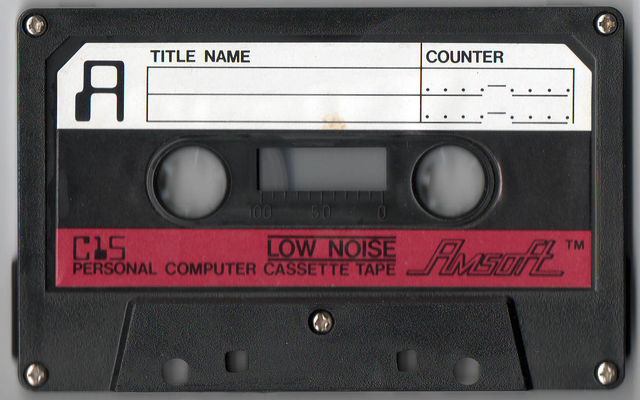 A
TITLE NAME
COUNTER
100 50 0
C15
LOW NOISE
Amsoft TM
PERSONAL COMPUTER CASSETTE TAPE